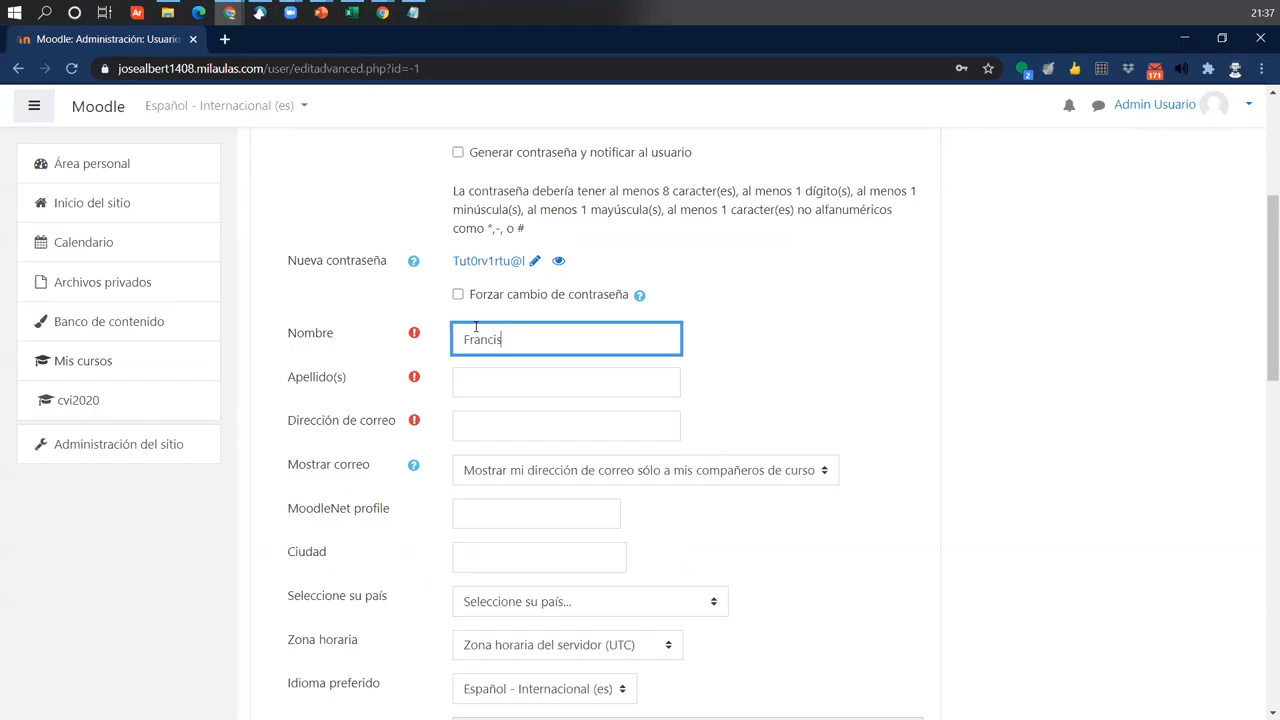 21:37
Moodle: Administración: Usuario
josealbert1408.milaulas.com/user/editadvanced.php?id=-1
2
171
Moodle
Español - Internacional (es)
Admin Usuario
Área personal
Inicio del sitio
Calendario
Archivos privados
Banco de contenido
Mis cursos
cvi2020
Administración del sitio
Generar contraseña y notificar al usuario
La contraseña debería tener al menos 8 caracter(es), al menos 1 dígito(s), al menos 1
minúscula(s), al menos 1 mayúscula(s), al menos 1 caracter(es) no alfanuméricos
como *,-, o #
Nueva contraseña
Tut0rv1rtu@l
Forzar cambio de contraseña
Nombre
Francis
Apellido(s)
Dirección de correo
Mostrar correo
Mostrar mi dirección de correo sólo a mis compañeros de curso
MoodleNet profile
Ciudad
Seleccione su país
Seleccione su país...
Zona horaria
Zona horaria del servidor (UTC)
Idioma preferido
Español - Internacional (es)